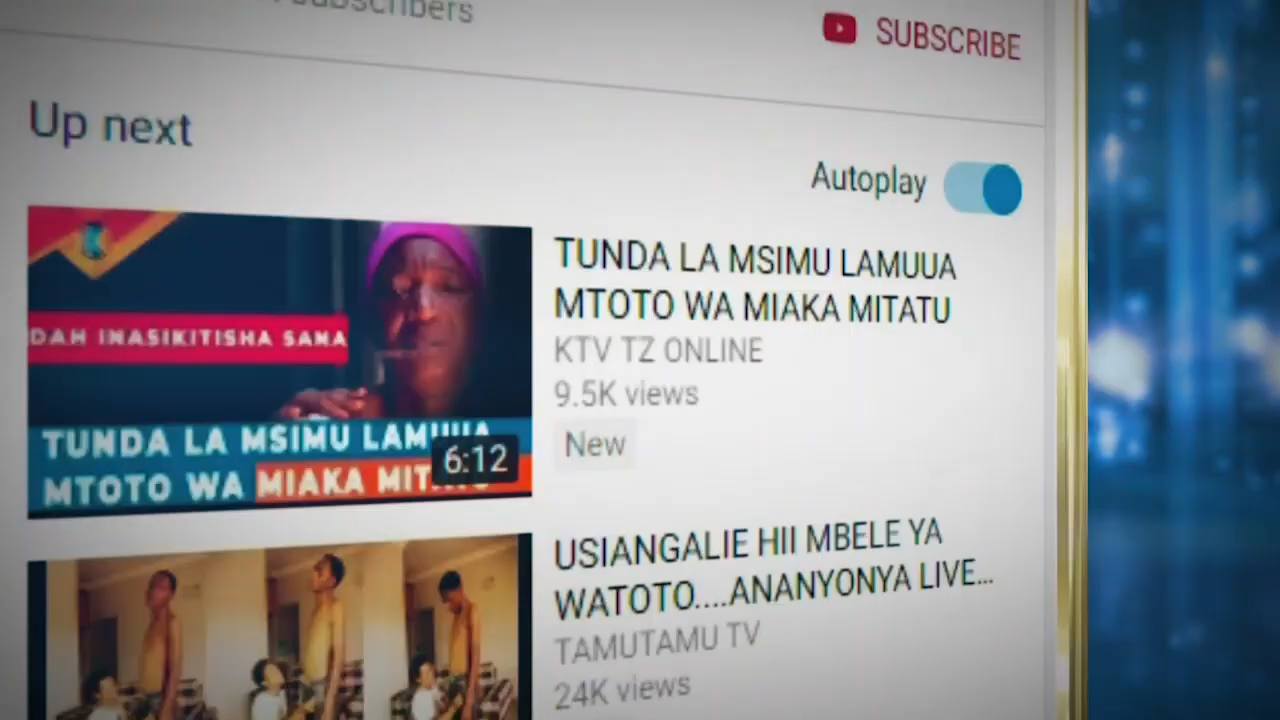 subscribers
SUBSCRIBE
Up next
Autoplay
DAH INASIKITISHA SANA
TUNDA LA MSIMU LAMUUA
MTOTO WA MIAKA
6:12
TUNDA LA MSIMU LAMUUA
MTOTO WA MIAKA MITATU
KTV TZ ONLINE
9.5K views
New
USIANGALIE HII MBELE YA
WATOTO....ANANYONYA LIVE...
TAMUTAMU TV
24K views